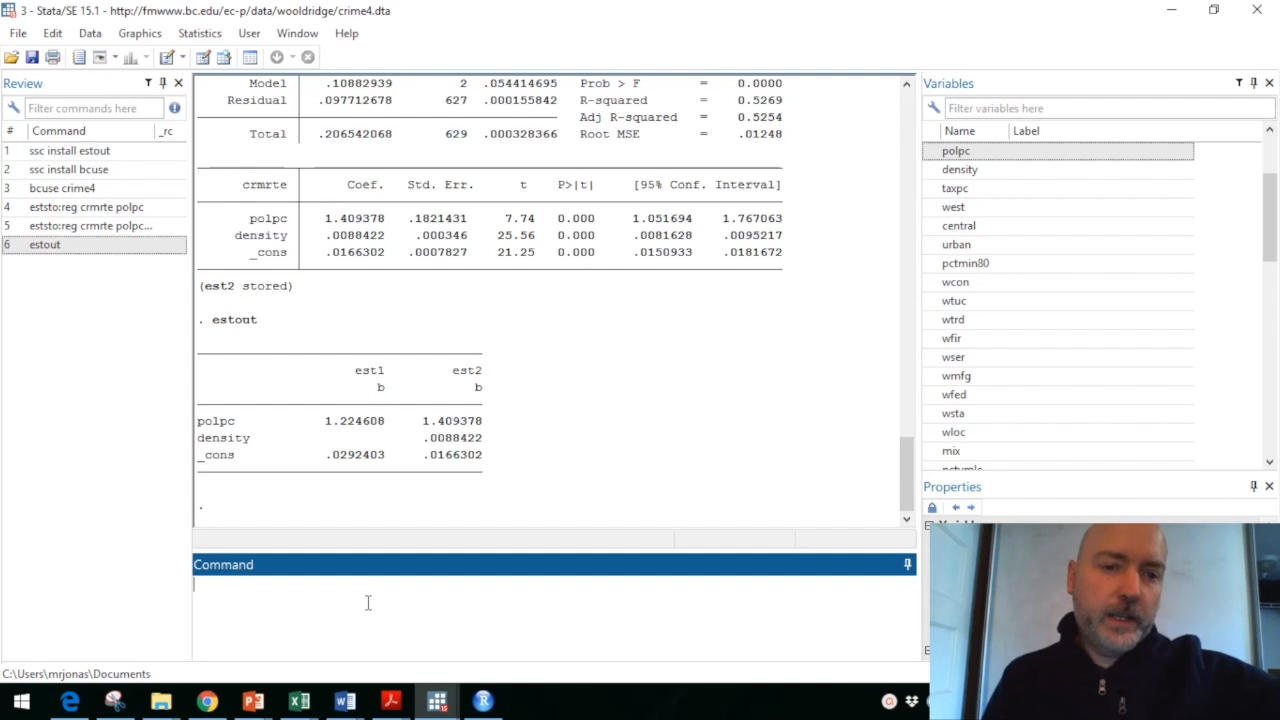 3 - Stata/SE 15.1 - http://fmwww.bc.edu/ec-p/data/wooldridge/crime4.dta
File Edit Data Graphics Statistics User Window Help
Review
Filter commands here
# Command _rc
1 ssc install estout
2 ssc install bcuse
3 bcuse crime4
4 eststo:reg crmrte polpc
5 eststo:reg crmrte polpc...
6 estout
Model .10882939 2 .054414695 Prob > F = 0.0000
Residual .097712678 627 .000155842 R-squared = 0.5269
Adj R-squared = 0.5254
Total .206542068 629 .000328366 Root MSE = .01248
crmrte Coef. Std. Err. t P>|t| [95% Conf. Interval]
polpc 1.409378 .1821431 7.74 0.000 1.051694 1.767063
density .0088422 .000346 25.56 0.000 .0081628 .0095217
_cons .0166302 .0007827 21.25 0.000 .0150933 .0181672
(est2 stored)
. estout
est1 est2
b b
polpc 1.224608 1.409378
density .0088422
_cons .0292403 .0166302
.
Command
Variables
Filter variables here
Name Label
polpc
density
taxpc
west
central
urban
pctmin80
wcon
wtuc
wtrd
wfir
wser
wmfg
wfed
wsta
wloc
mix
Properties
C:\Users\mrjonas\Documents